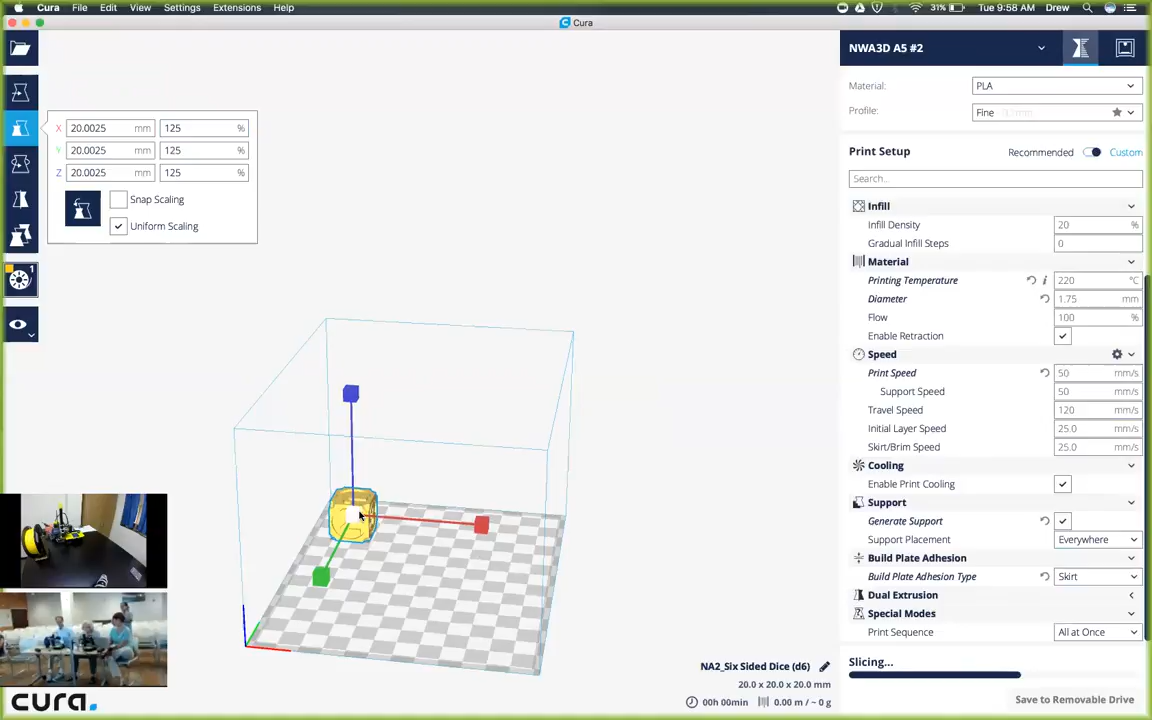 Cura File Edit View Settings Extensions Help 31% Tue 9:58 AM Drew
Cura
NWA3D A5 #2
Material: PLA
Profile: Fine
X 20.0025 mm 125 %
Y 20.0025 mm 125 %
Z 20.0025 mm 125 %
Snap Scaling
Uniform Scaling
1
Print Setup Recommended Custom
Search...
Infill
Infill Density 20 %
Gradual Infill Steps 0
Material
Printing Temperature i 220 °C
Diameter 1.75 mm
Flow 100 %
Enable Retraction
Speed
Print Speed 50 mm/s
Support Speed 50 mm/s
Travel Speed 120 mm/s
Initial Layer Speed 25.0 mm/s
Skirt/Brim Speed 25.0 mm/s
Cooling
Enable Print Cooling
Support
Generate Support
Support Placement Everywhere
Build Plate Adhesion
Build Plate Adhesion Type Skirt
Dual Extrusion
Special Modes
Print Sequence All at Once
NA2_Six Sided Dice (d6)
20.0 x 20.0 x 20.0 mm
00h 00min 0.00 m / ~ 0 g
Slicing...
Save to Removable Drive
cura.